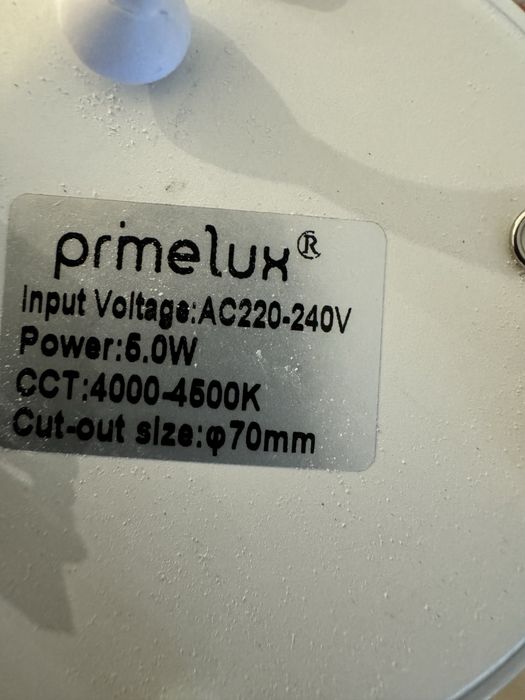 primelux®
Input Voltage:AC220-240V
Power:5.0W
CCT:4000-4500K
Cut-out size:φ70mm